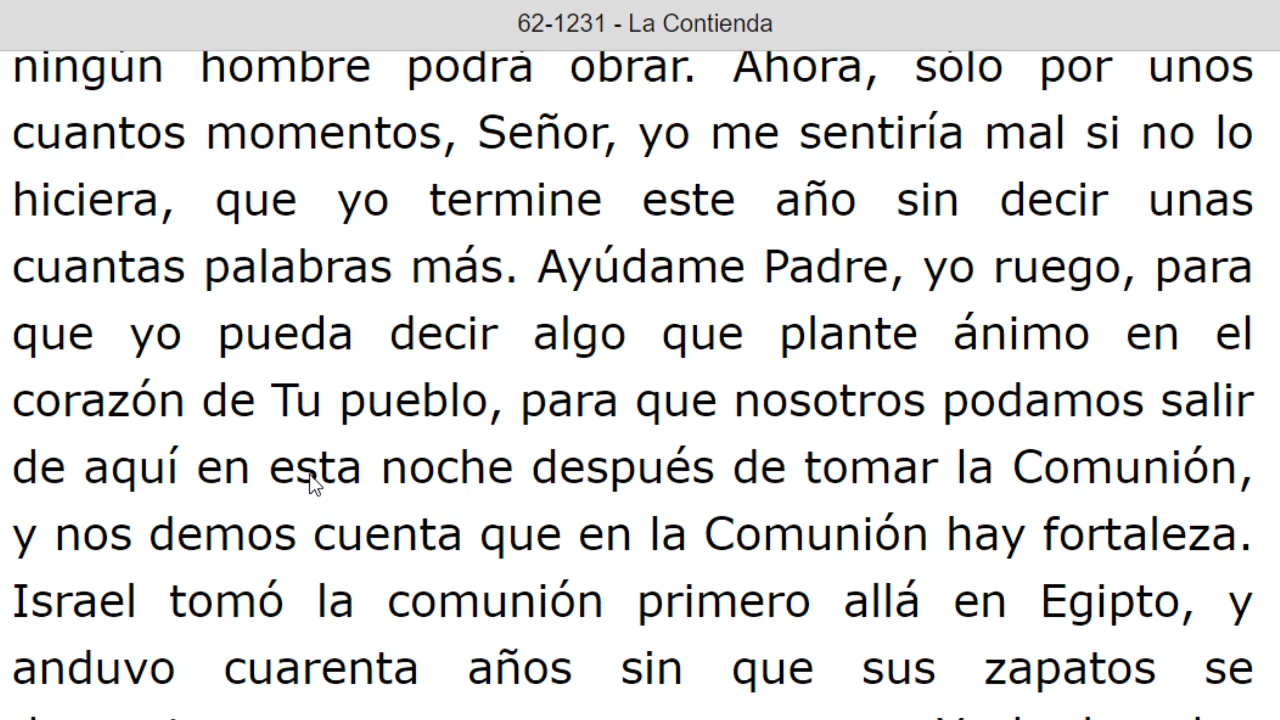 62-1231 - La Contienda
ningún hombre podrá obrar. Ahora, sólo por unos
cuantos momentos, Señor, yo me sentiría mal si no lo
hiciera, que yo termine este año sin decir unas
cuantas palabras más. Ayúdame Padre, yo ruego, para
que yo pueda decir algo que plante ánimo en el
corazón de Tu pueblo, para que nosotros podamos salir
de aquí en esta noche después de tomar la Comunión,
y nos demos cuenta que en la Comunión hay fortaleza.
Israel tomó la comunión primero allá en Egipto, y
anduvo cuarenta años sin que sus zapatos se